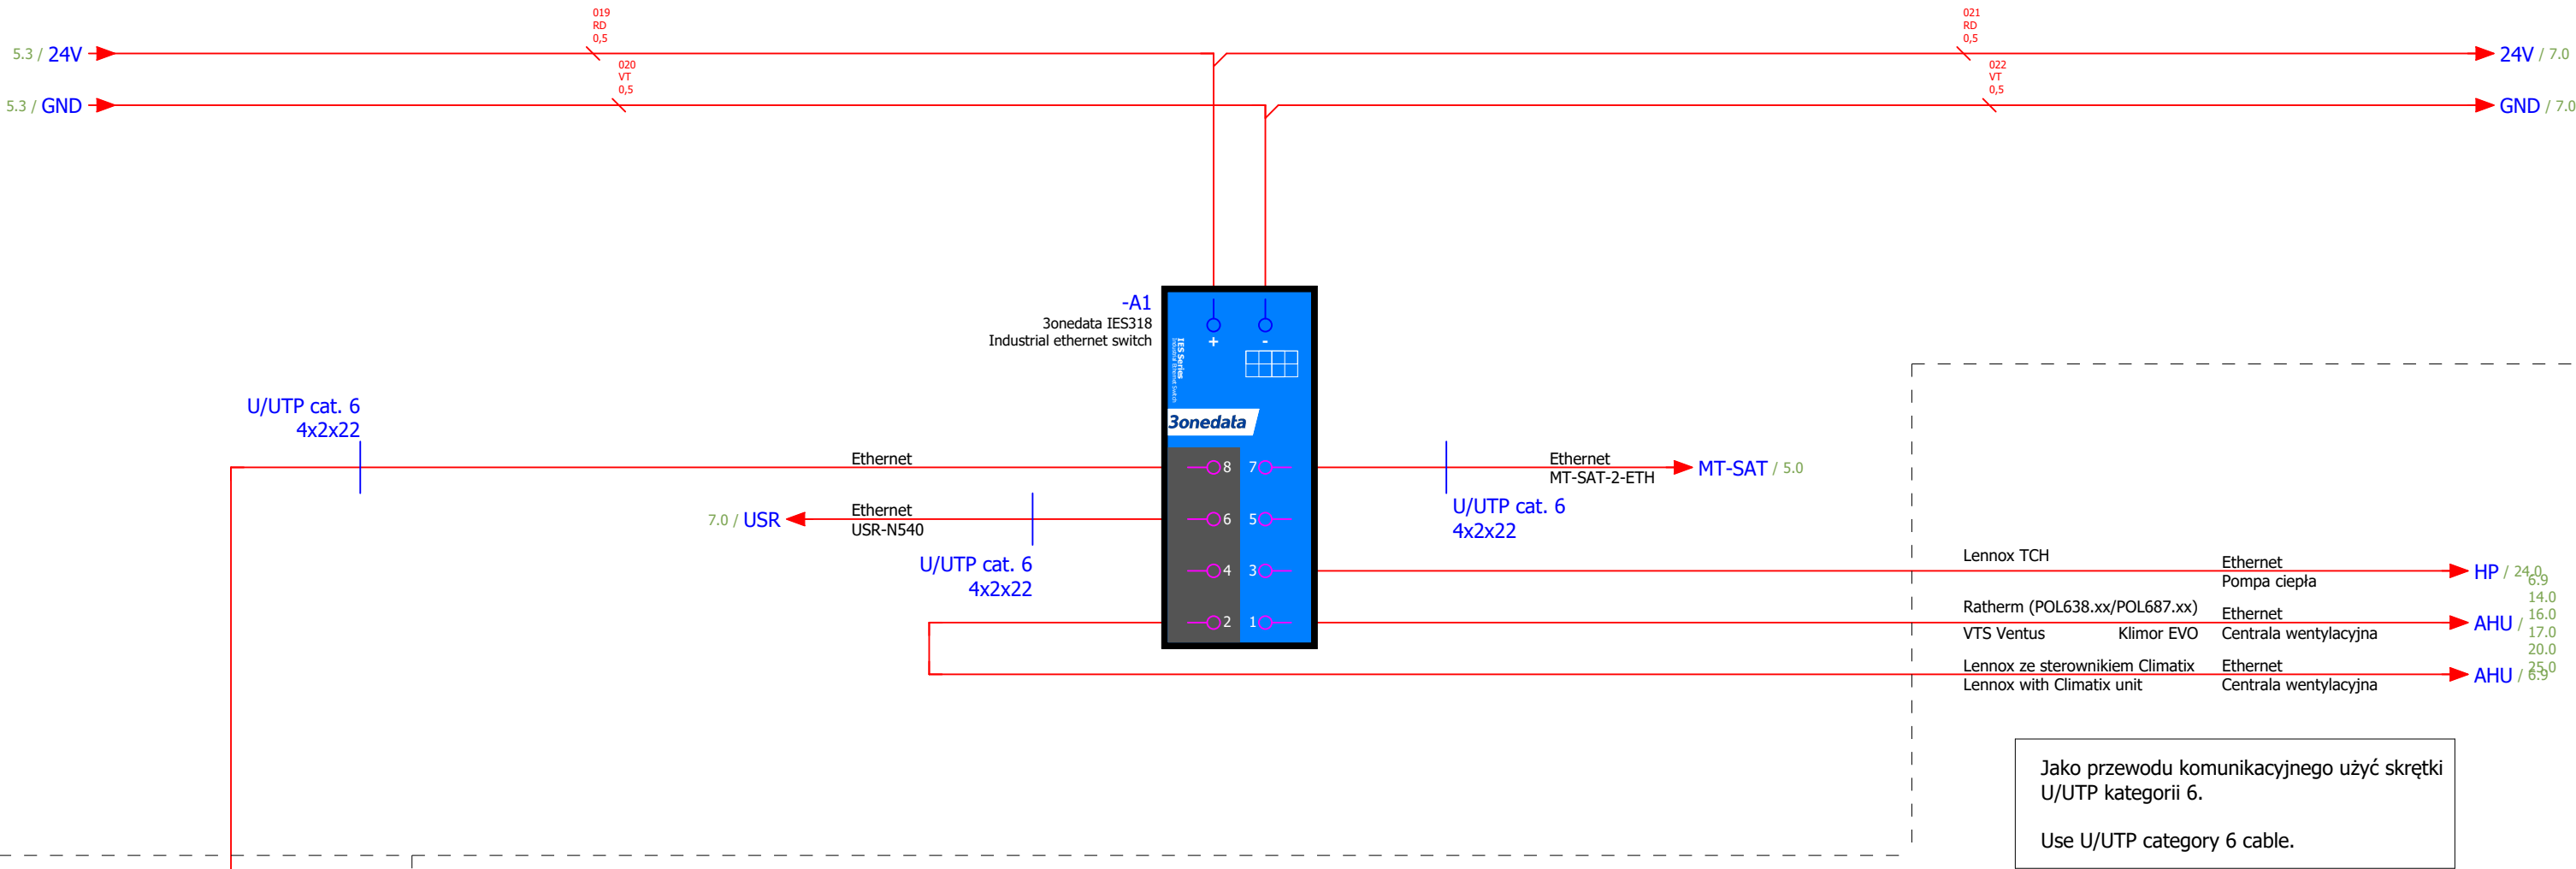 019
RD
0,5
021
RD
0,5
5.3 / 24V
24V / 7.0
020
VT
0,5
022
VT
0,5
5.3 / GND
GND / 7.0
-A1
3onedata IES318
Industrial ethernet switch
+ -
IES Series
Industrial Ethernet Switch
3onedata
U/UTP cat. 6
4x2x22
Ethernet
8 7
Ethernet
MT-SAT-2-ETH
MT-SAT / 5.0
U/UTP cat. 6
4x2x22
7.0 / USR
Ethernet
USR-N540
6 5
U/UTP cat. 6
4x2x22
4 3
Lennox TCH
Ethernet
Pompa ciepła
HP / 24.0
2 1
Ratherm (POL638.xx/POL687.xx)
VTS Ventus Klimor EVO
Ethernet
Centrala wentylacyjna
AHU /
6.9
14.0
16.0
17.0
20.0
25.0
Lennox ze sterownikiem Climatix
Lennox with Climatix unit
Ethernet
Centrala wentylacyjna
AHU / 6.9
Jako przewodu komunikacyjnego użyć skrętki
U/UTP kategorii 6.
Use U/UTP category 6 cable.